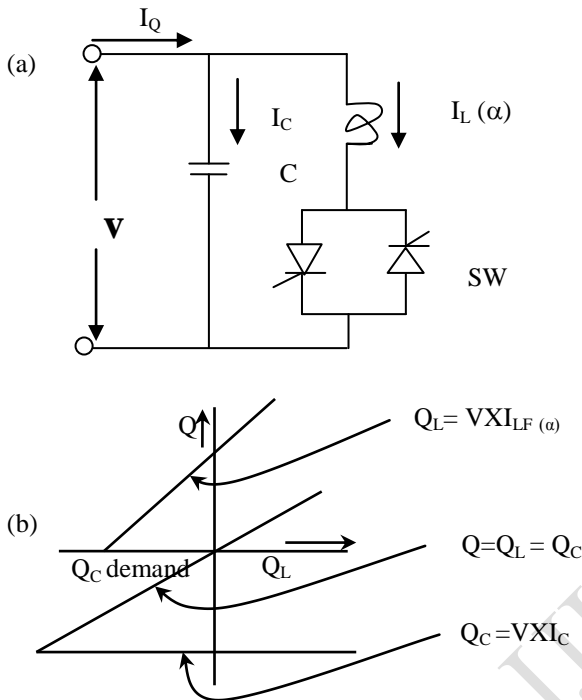 I_Q
(a)
I_C
I_L (α)
C
V
SW
Q
Q_L= VXI_LF (α)
(b)
Q_C demand
Q_L
Q=Q_L = Q_C
Q_C =VXI_C